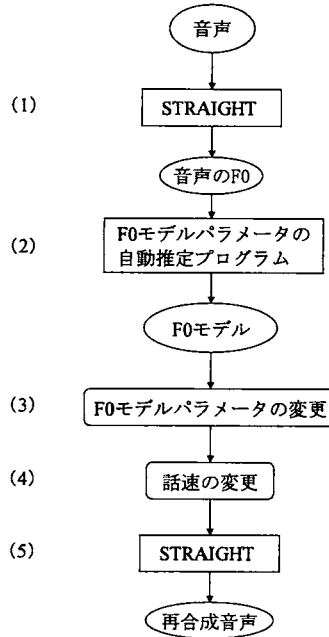 音声
(1)
STRAIGHT
音声のF0
(2)
F0モデルパラメータの
自動推定プログラム
F0モデル
(3)
F0モデルパラメータの変更
(4)
話速の変更
(5)
STRAIGHT
再合成音声